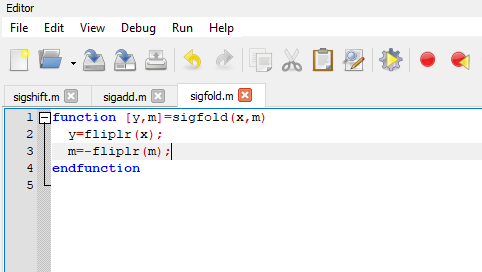 Editor
File Edit View Debug Run Help
sigshift.m sigadd.m sigfold.m
1 function [y,m]=sigfold(x,m)
2 y=fliplr(x);
3 m=-fliplr(m);
4 endfunction
5